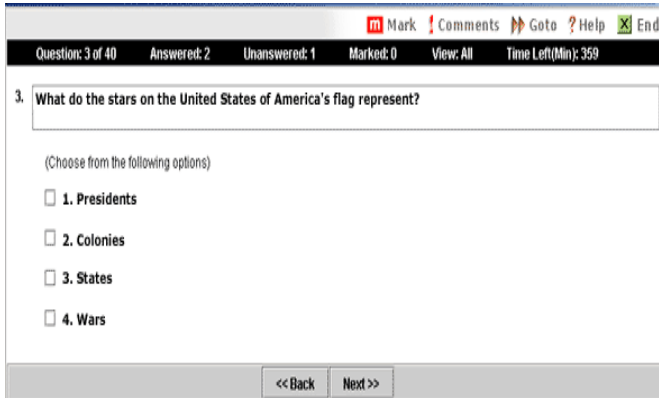 m Mark ! Comments Goto ? Help X End
Question: 3 of 40 Answered: 2 Unanswered: 1 Marked: 0 View: All Time Left(Min): 359
3. What do the stars on the United States of America's flag represent?
(Choose from the following options)
1. Presidents
2. Colonies
3. States
4. Wars
<< Back Next >>